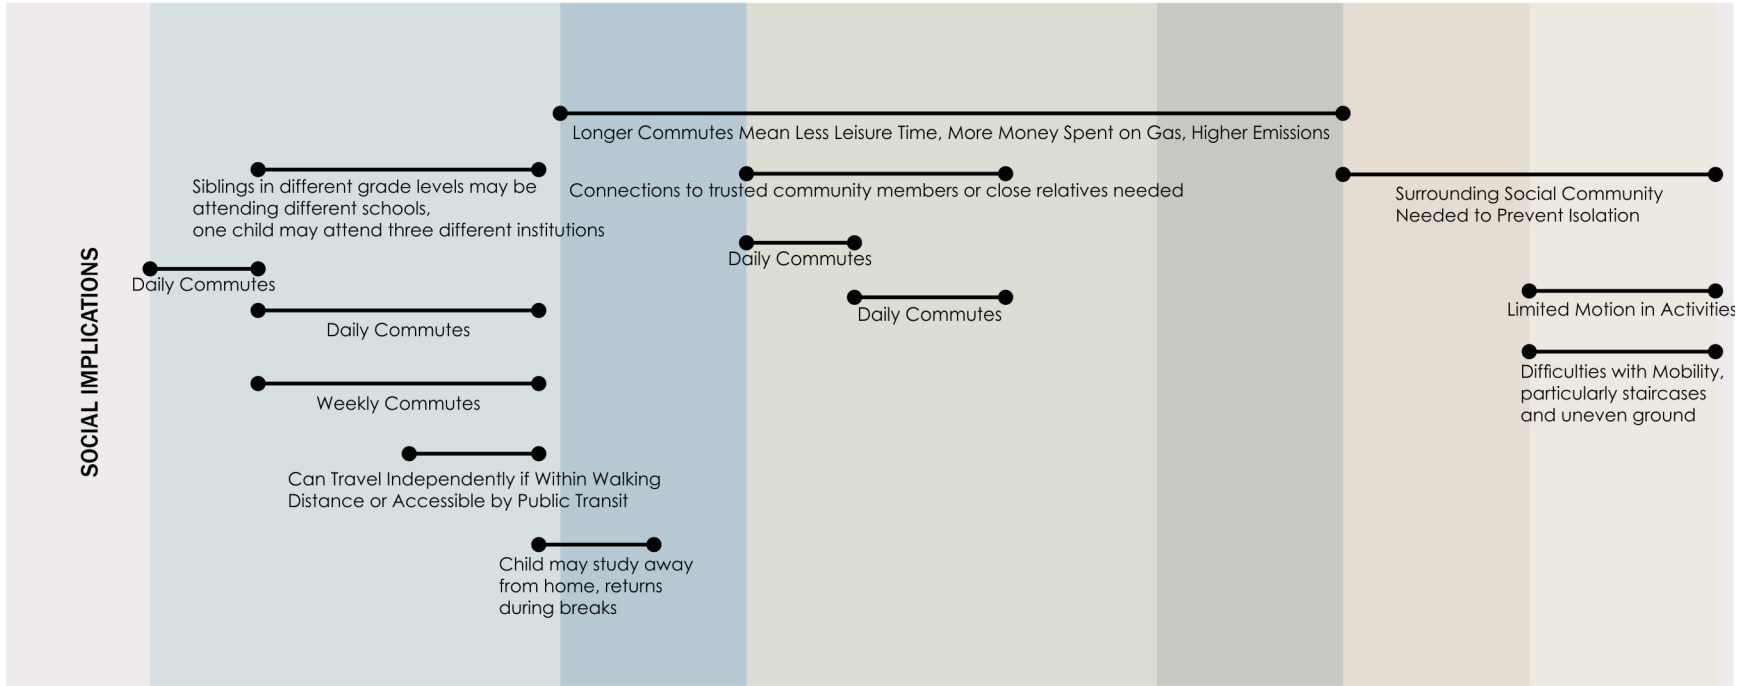 SOCIAL IMPLICATIONS
Longer Commutes Mean Less Leisure Time, More Money Spent on Gas, Higher Emissions
Siblings in different grade levels may be
attending different schools,
one child may attend three different institutions
Connections to trusted community members or close relatives needed
Surrounding Social Community
Needed to Prevent Isolation
Daily Commutes
Daily Commutes
Daily Commutes
Daily Commutes
Limited Motion in Activities
Weekly Commutes
Difficulties with Mobility,
particularly staircases
and uneven ground
Can Travel Independently if Within Walking
Distance or Accessible by Public Transit
Child may study away
from home, returns
during breaks